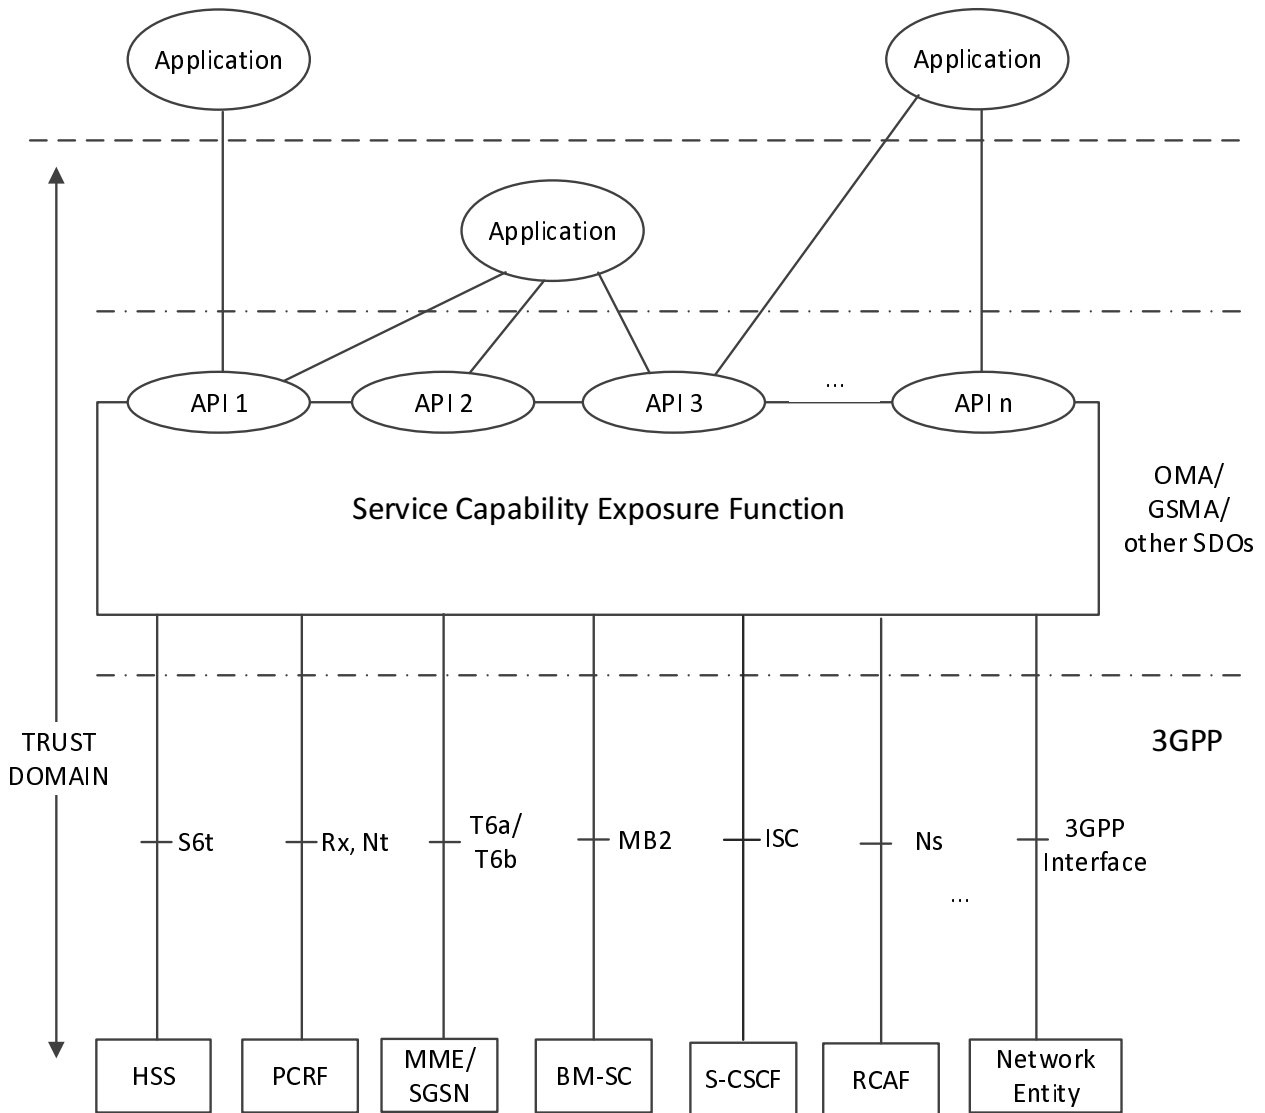 Application
Application
Application
API 1
API 2
API 3
...
API n
Service Capability Exposure Function
OMA/
GSMA/
other SDOs
TRUST
DOMAIN
3GPP
S6t
Rx, Nt
T6a/
T6b
MB2
ISC
Ns
3GPP
Interface
...
HSS
PCRF
MME/
SGSN
BM-SC
S-CSCF
RCAF
Network
Entity